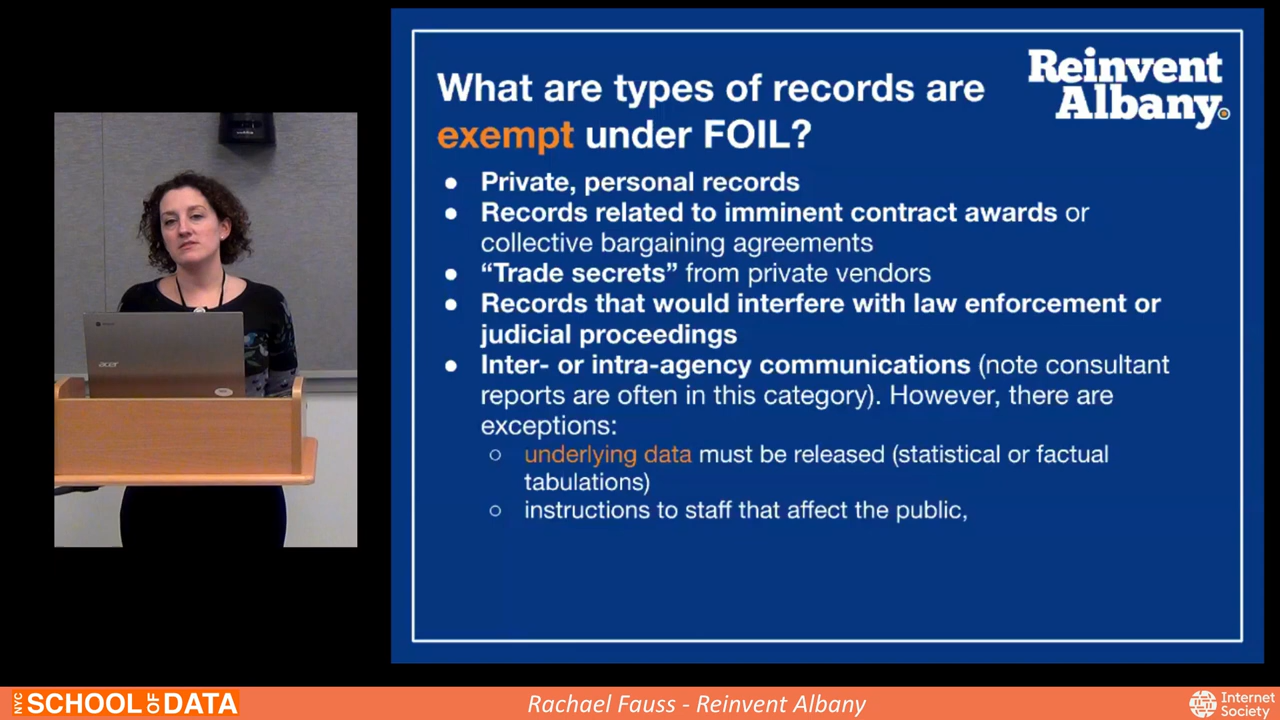 Reinvent
Albany
What are types of records are
exempt under FOIL?
● Private, personal records
● Records related to imminent contract awards or
collective bargaining agreements
● “Trade secrets” from private vendors
● Records that would interfere with law enforcement or
judicial proceedings
● Inter- or intra-agency communications (note consultant
reports are often in this category). However, there are
exceptions:
○ underlying data must be released (statistical or factual
tabulations)
○ instructions to staff that affect the public,
acer
NYC SCHOOL OF DATA
Rachael Fauss - Reinvent Albany
Internet
Society